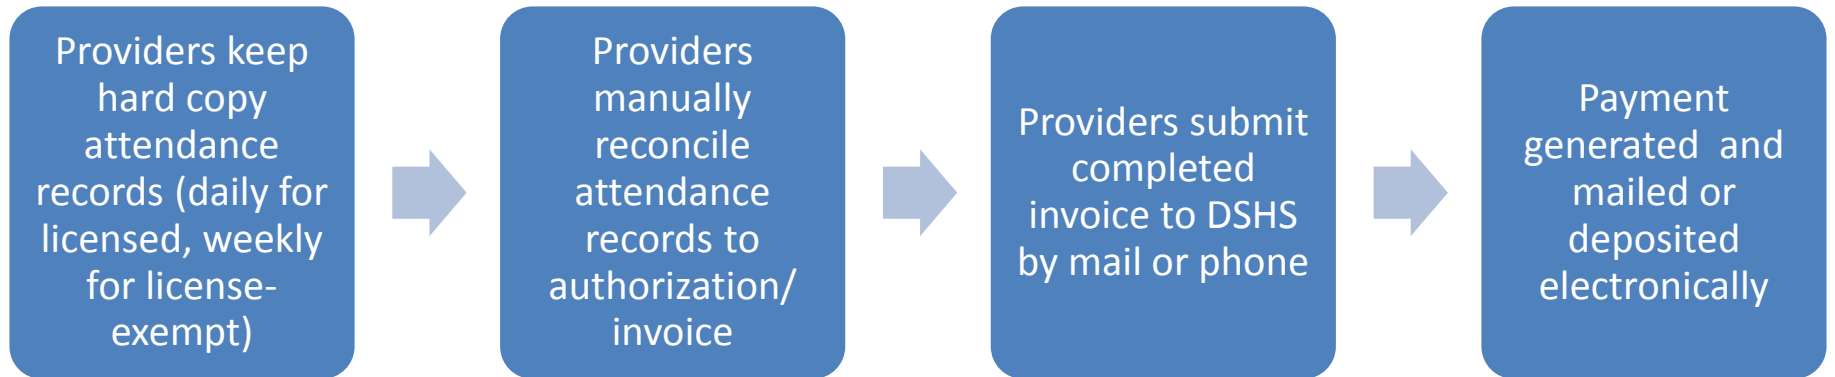 Providers keep
hard copy
attendance
records (daily for
licensed, weekly
for license-
exempt)
Providers
manually
reconcile
attendance
records to
authorization/
invoice
Providers submit
completed
invoice to DSHS
by mail or phone
Payment
generated  and
mailed or
deposited
electronically